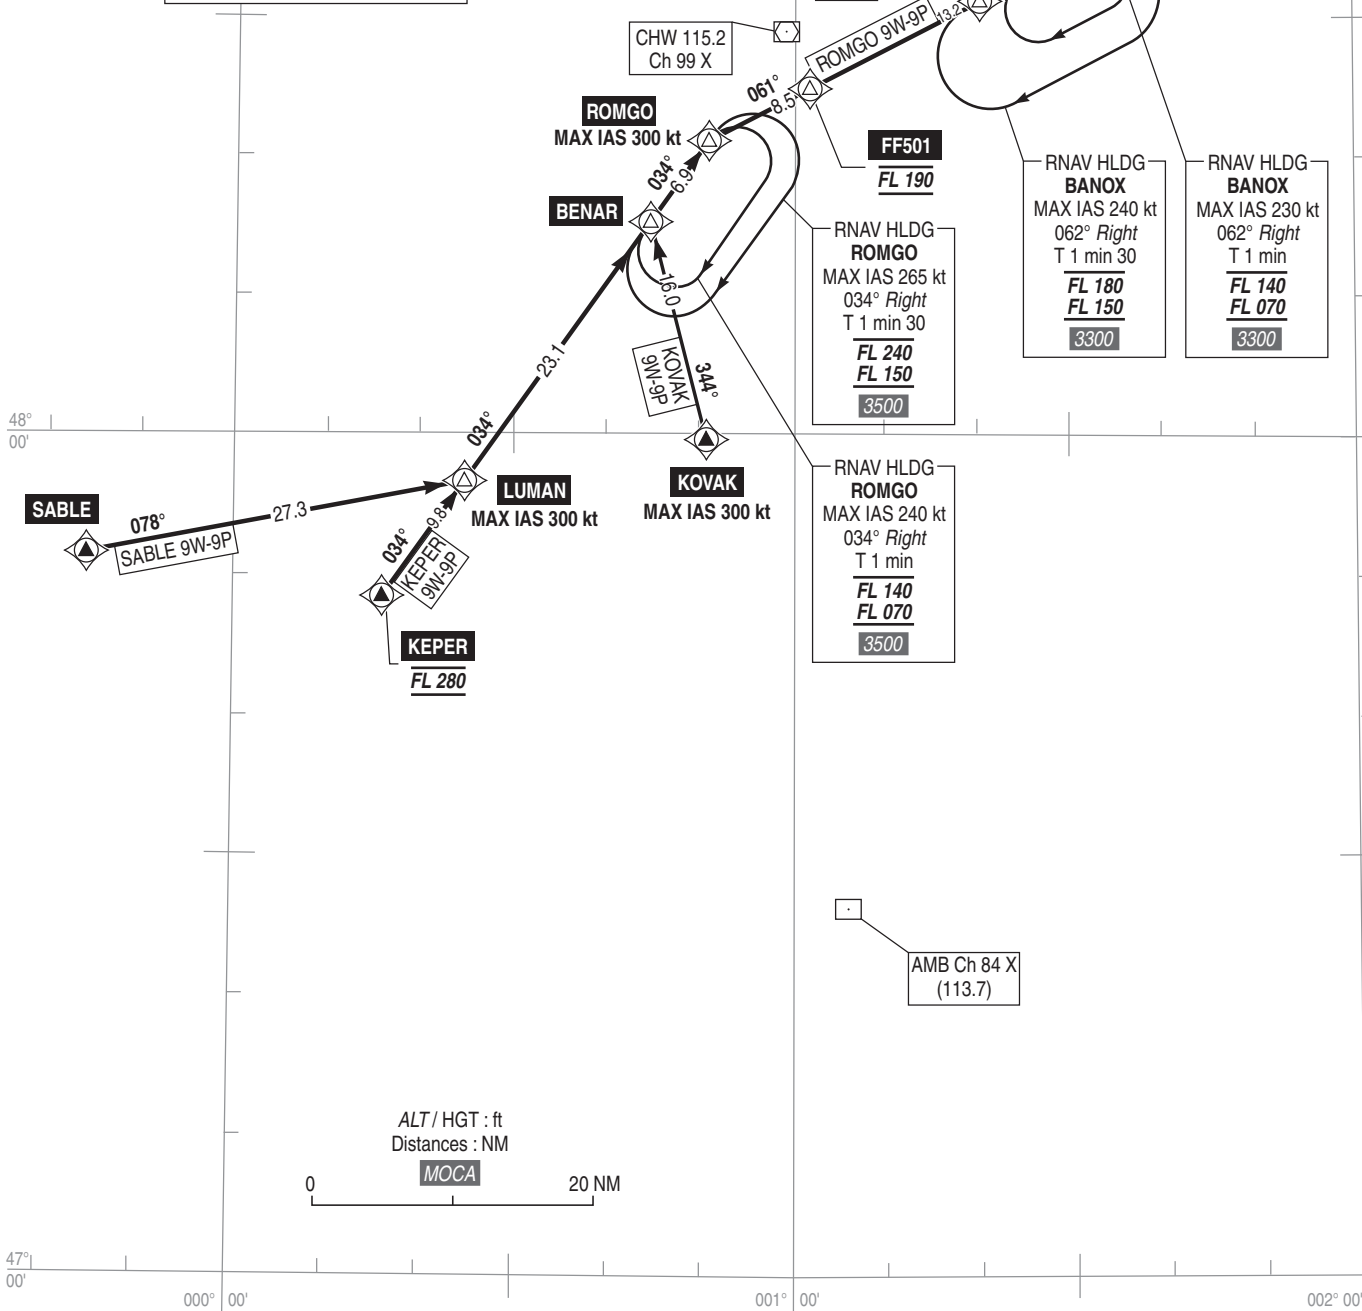 CHW 115.2
Ch 99 X
ROMGO 9W-9P
13.2
061°
8.5
ROMGO
MAX IAS 300 kt
FF501
FL 190
034°
6.9
BENAR
RNAV HLDG
BANOX
MAX IAS 240 kt
062° Right
T 1 min 30
FL 180
FL 150
3300
RNAV HLDG
BANOX
MAX IAS 230 kt
062° Right
T 1 min
FL 140
FL 070
3300
RNAV HLDG
ROMGO
MAX IAS 265 kt
034° Right
T 1 min 30
FL 240
FL 150
3500
16.0
23.1
KOVAK
9W-9P
344°
48°
00'
034°
KOVAK
MAX IAS 300 kt
RNAV HLDG
ROMGO
MAX IAS 240 kt
034° Right
T 1 min
FL 140
FL 070
3500
SABLE
078°
27.3
SABLE 9W-9P
LUMAN
MAX IAS 300 kt
034°
9.8
KEPER
9W-9P
KEPER
FL 280
AMB Ch 84 X
(113.7)
ALT / HGT : ft
Distances : NM
MOCA
0
20 NM
47°
00'
000° 00'
001° 00'
002° 00'